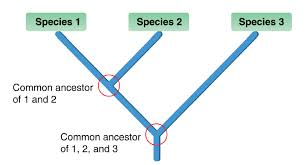 Species 1
Species 2
Species 3
Common ancestor
of 1 and 2
Common ancestor
of 1, 2, and 3